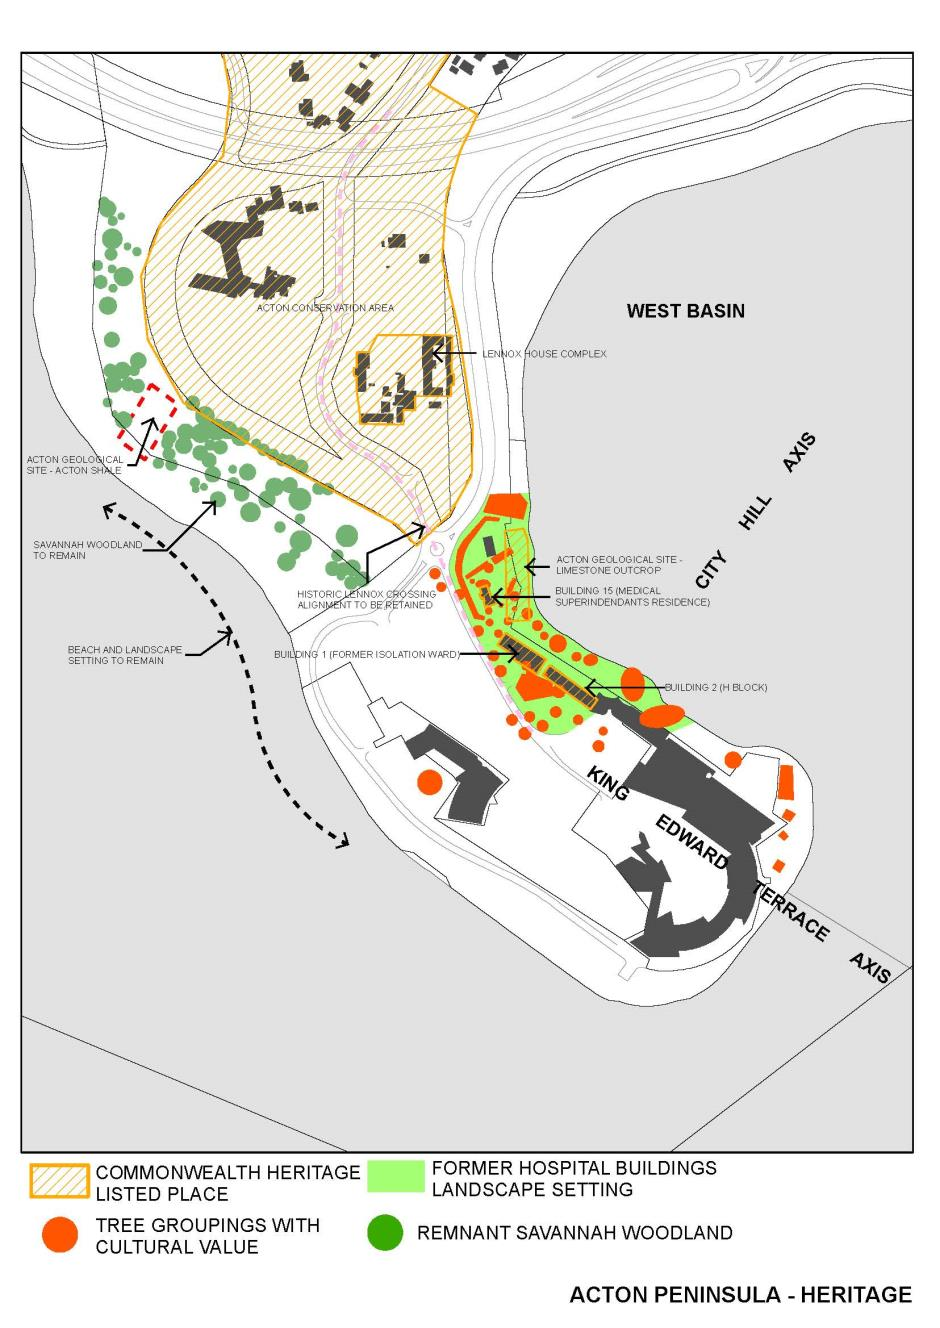 WEST BASIN
ACTON CONSERVATION AREA
LENNOX HOUSE COMPLEX
CITY HILL AXIS
ACTON GEOLOGICAL
SITE - ACTON SHALE
SAVANNAH WOODLAND
TO REMAIN
ACTON GEOLOGICAL SITE -
LIMESTONE OUTCROP
HISTORIC LENNOX CROSSING
ALIGNMENT TO BE RETAINED
BUILDING 15 (MEDICAL
SUPERINDENDANTS RESIDENCE)
BEACH AND LANDSCAPE
SETTING TO REMAIN
BUILDING 1 (FORMER ISOLATION WARD)
BUILDING 2 (H BLOCK)
KING EDWARD TERRACE AXIS
COMMONWEALTH HERITAGE
LISTED PLACE
FORMER HOSPITAL BUILDINGS
LANDSCAPE SETTING
TREE GROUPINGS WITH
CULTURAL VALUE
REMNANT SAVANNAH WOODLAND
ACTON PENINSULA - HERITAGE